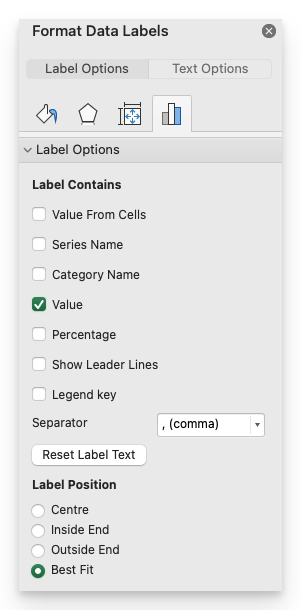 Format Data Labels
Label Options
Text Options
Label Options
Label Contains
Value From Cells
Series Name
Category Name
Value
Percentage
Show Leader Lines
Legend key
Separator
, (comma)
Reset Label Text
Label Position
Centre
Inside End
Outside End
Best Fit